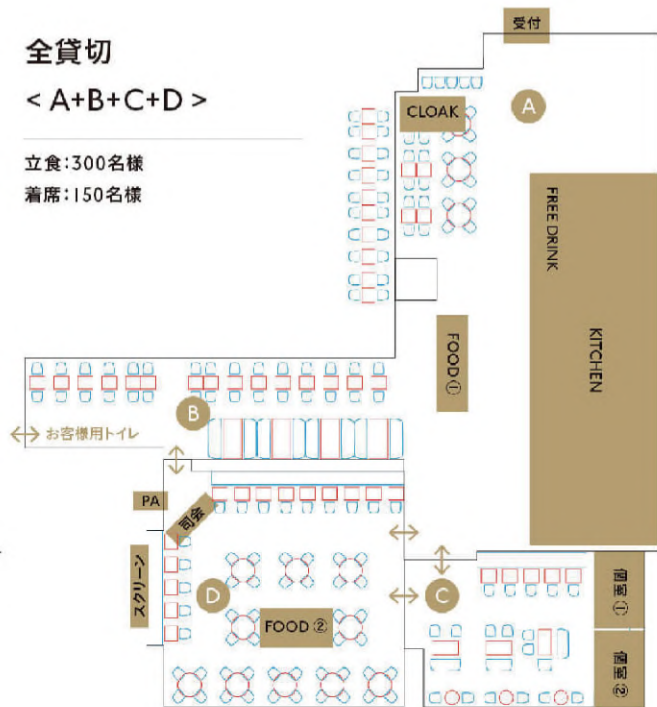 全貸切
< A+B+C+D >
立食:300名様
着席:150名様
受付
A
CLOAK
FREE DRINK
KITCHEN
FOOD①
B
お客様用トイレ
PA
司会
スクリーン
D
FOOD ②
C
個室①
個室②